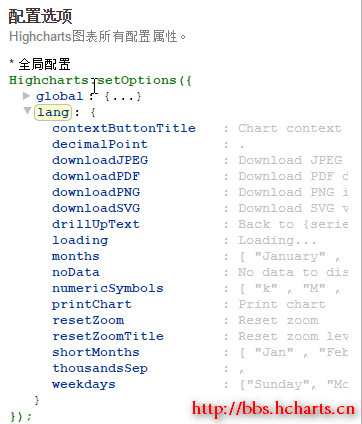 配置选项
Highcharts图表所有配置属性。
* 全局配置
Highcharts.setOptions({
global : {...}
lang : {
contextButtonTitle : Chart context
decimalPoint : .
downloadJPEG : Download JPEG
downloadPDF : Download PDF d
downloadPNG : Download PNG i
downloadSVG : Download SVG v
drillUpText : Back to {serie
loading : Loading...
months : [ "January" ,
noData : No data to dis
numericSymbols : [ "k" , "M" ,
printChart : Print chart
resetZoom : Reset zoom
resetZoomTitle : Reset zoom lev
shortMonths : [ "Jan" , "Feb
thousandsSep : ,
weekdays : ["Sunday", "Mo
}
});
http://bbs.hcharts.cn